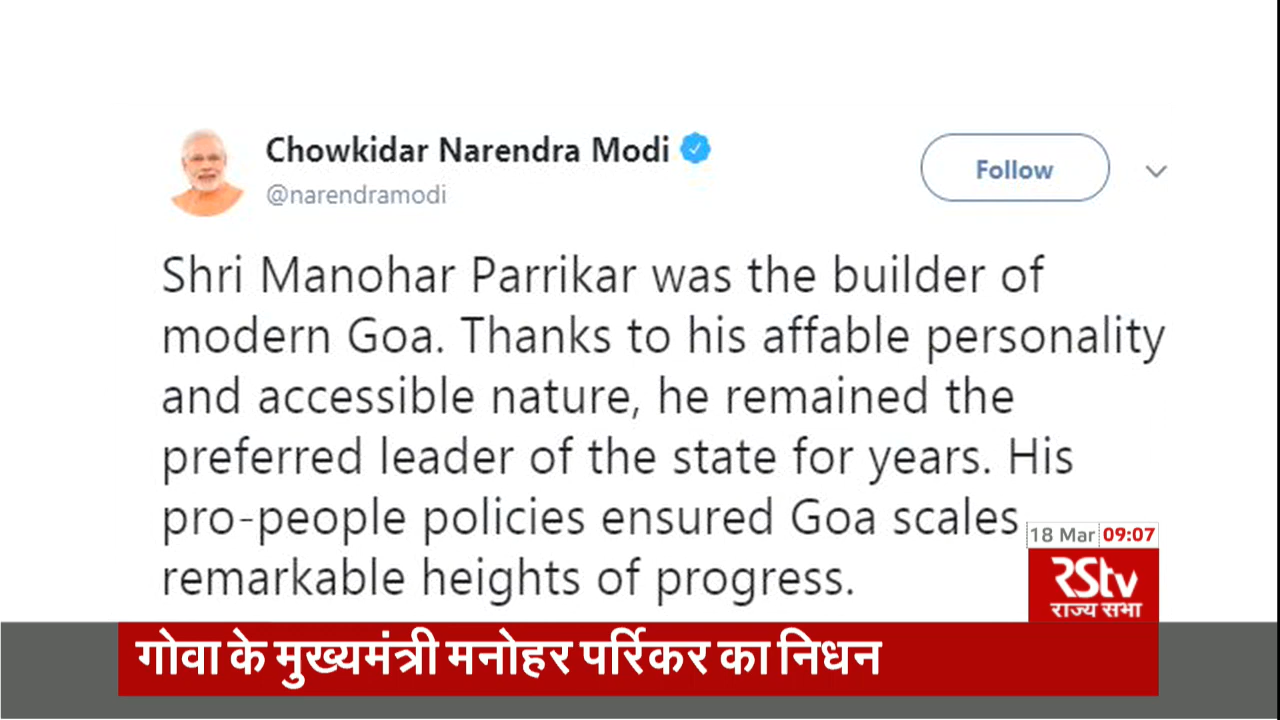 Chowkidar Narendra Modi
@narendramodi
Follow
Shri Manohar Parrikar was the builder of
modern Goa. Thanks to his affable personality
and accessible nature, he remained the
preferred leader of the state for years. His
pro-people policies ensured Goa scales
remarkable heights of progress.
18 Mar 09:07
RStv
राज्य सभा
गोवा के मुख्यमंत्री मनोहर पर्रिकर का निधन